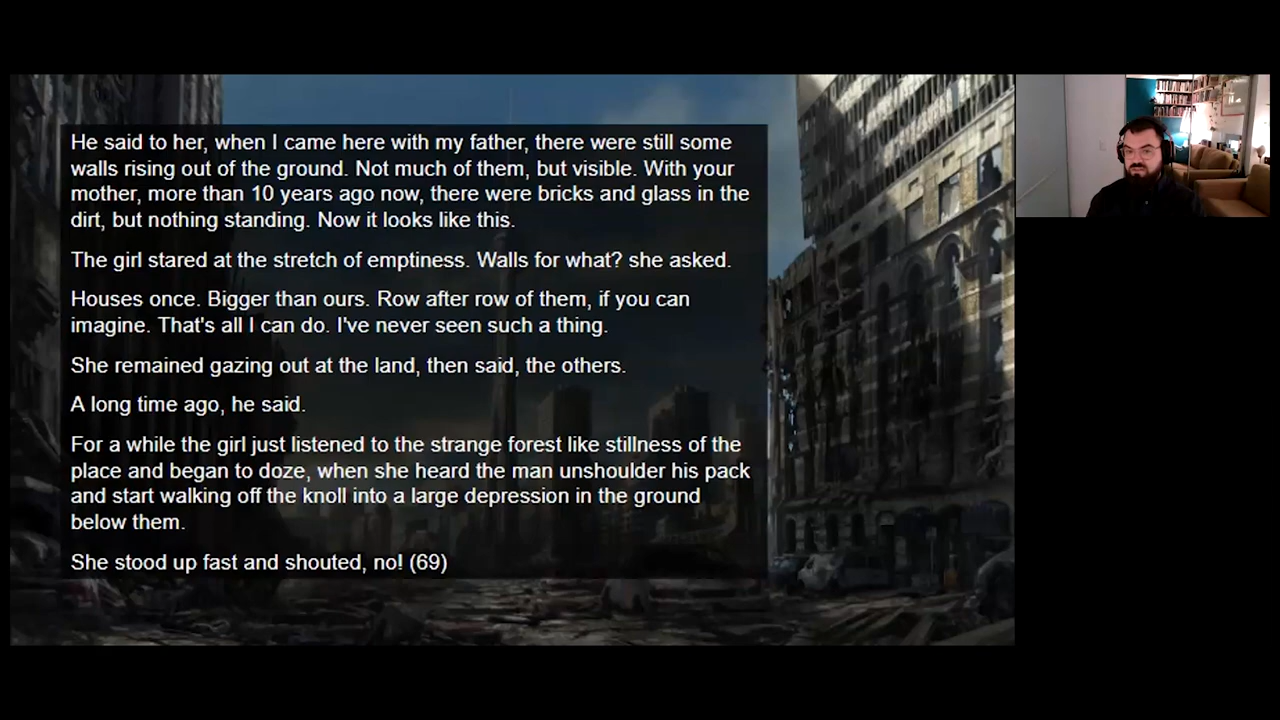 He said to her, when I came here with my father, there were still some
walls rising out of the ground. Not much of them, but visible. With your
mother, more than 10 years ago now, there were bricks and glass in the
dirt, but nothing standing. Now it looks like this.
The girl stared at the stretch of emptiness. Walls for what? she asked.
Houses once. Bigger than ours. Row after row of them, if you can
imagine. That's all I can do. I've never seen such a thing.
She remained gazing out at the land, then said, the others.
A long time ago, he said.
For a while the girl just listened to the strange forest like stillness of the
place and began to doze, when she heard the man unshoulder his pack
and start walking off the knoll into a large depression in the ground
below them.
She stood up fast and shouted, no! (69)